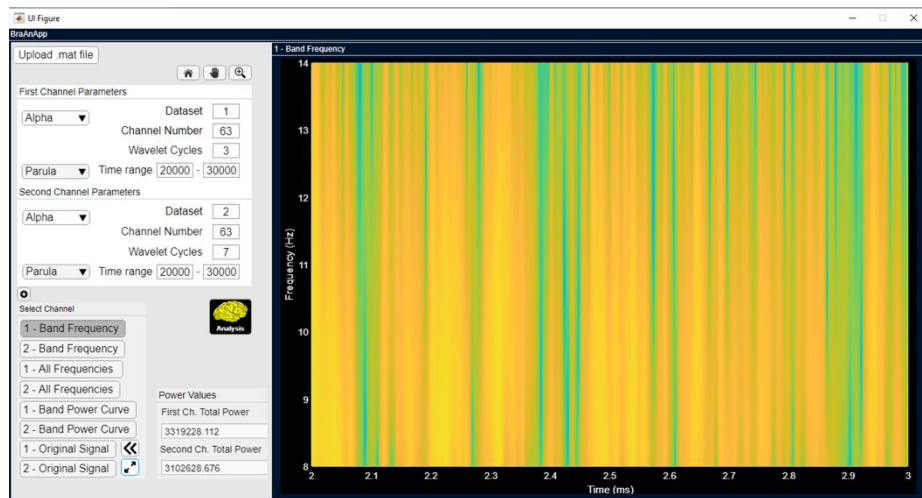 UI Figure
BraAnApp
Upload .mat file
First Channel Parameters
Alpha
Dataset 1
Channel Number 63
Wavelet Cycles 3
Parula Time range 20000 - 30000
Second Channel Parameters
Alpha
Dataset 2
Channel Number 63
Wavelet Cycles 7
Parula Time range 20000 - 30000
Select Channel
1 - Band Frequency
2 - Band Frequency
1 - All Frequencies
2 - All Frequencies
1 - Band Power Curve
2 - Band Power Curve
1 - Original Signal
2 - Original Signal
Analysis
Power Values
First Ch. Total Power
3319228.112
Second Ch. Total Power
3102628.676
1 - Band Frequency
14
13
12
11
10
9
8
Frequency (Hz)
2 2.1 2.2 2.3 2.4 2.5 2.6 2.7 2.8 2.9 3
Time (ms)